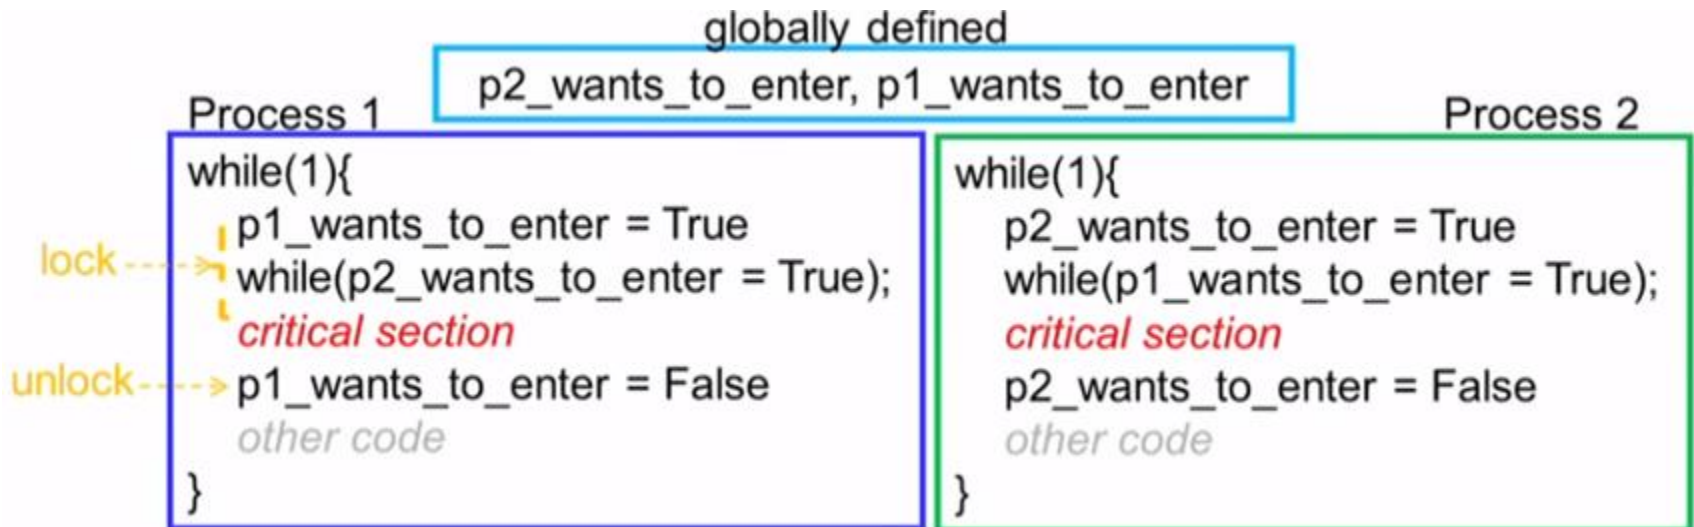 globally defined
p2_wants_to_enter, p1_wants_to_enter
Process 1
while(1){
p1_wants_to_enter = True
lock
while(p2_wants_to_enter = True);
critical section
unlock
p1_wants_to_enter = False
other code
}
Process 2
while(1){
p2_wants_to_enter = True
while(p1_wants_to_enter = True);
critical section
p2_wants_to_enter = False
other code
}